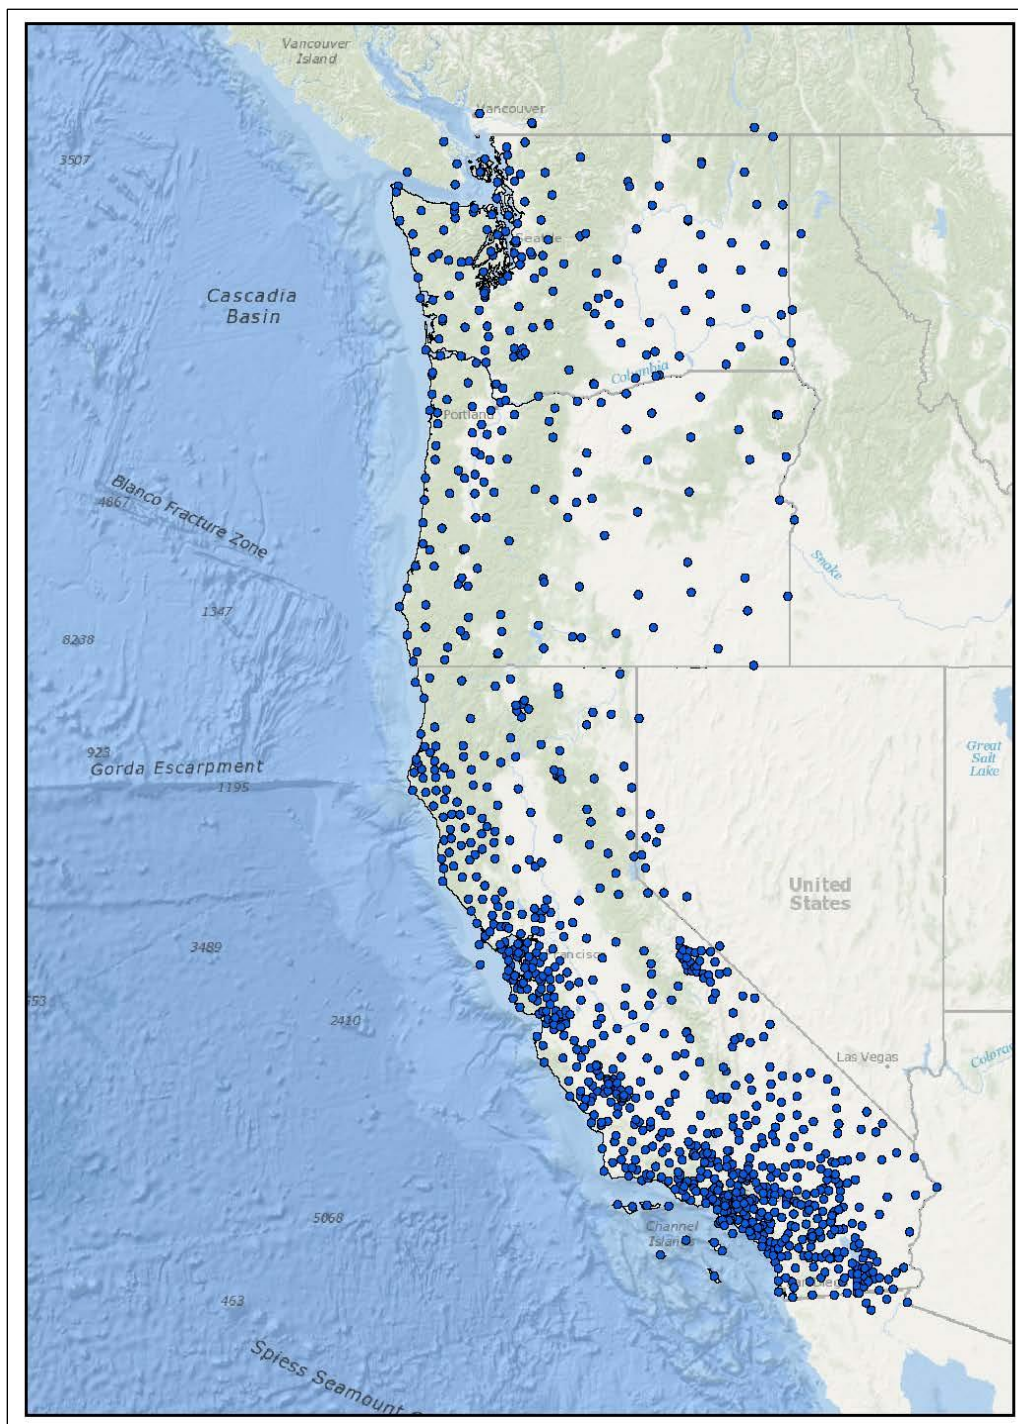 Vancouver
Island
Vancouver
3507
Seattle
Cascadia
Basin
Columbia
Portland
Blanco Fracture Zone
4867
Snake
1347
8238
923
Gorda Escarpment
1195
Great
Salt
Lake
United
States
3489
2410
Las Vegas
5068
Channel
463
Spiess Seamount